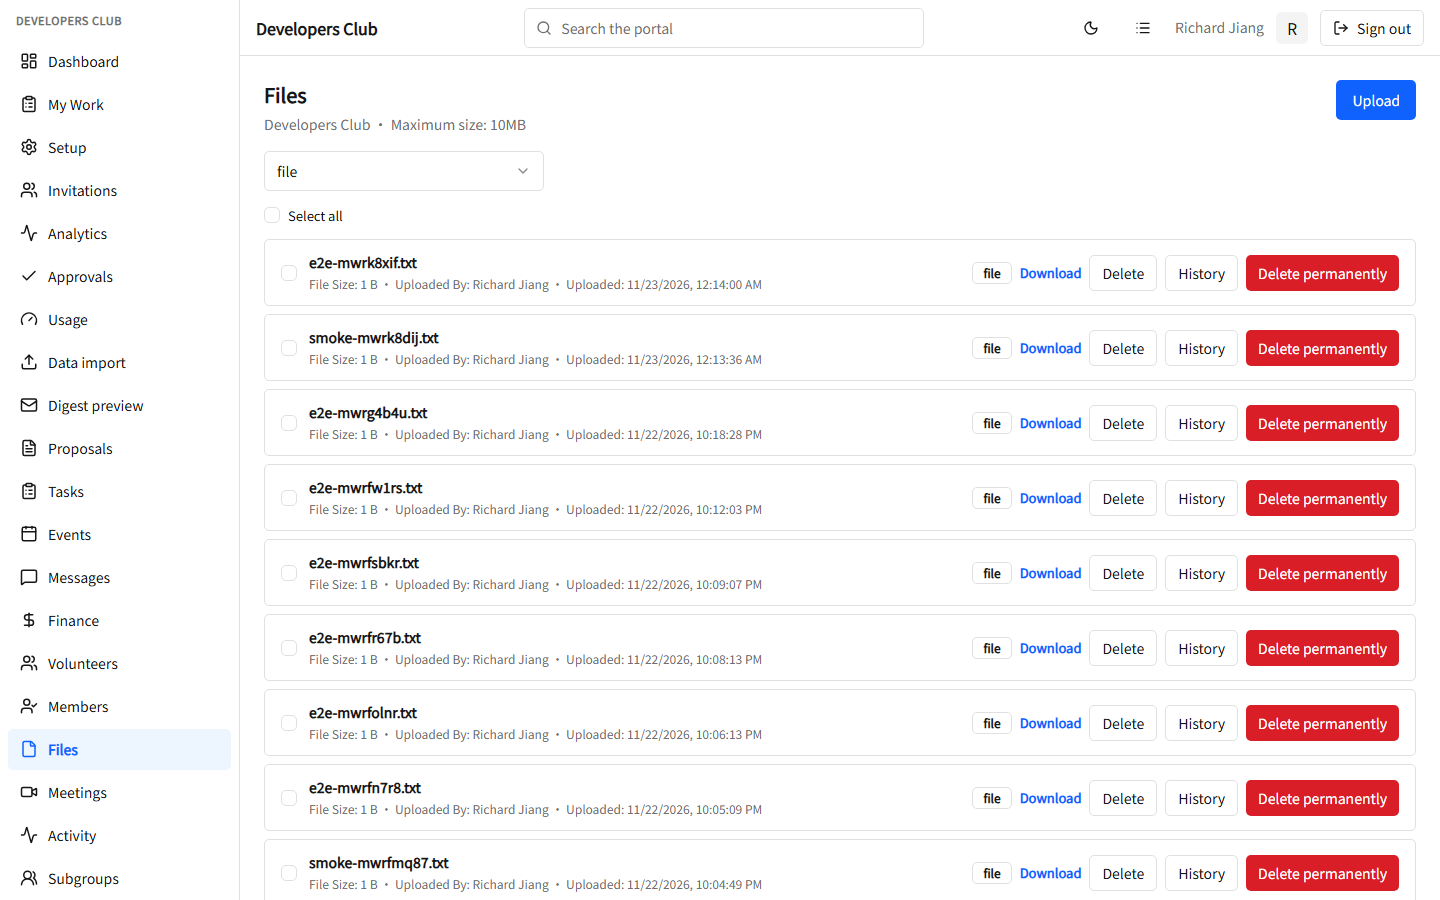 DEVELOPERS CLUB
Dashboard
My Work
Setup
Invitations
Analytics
Approvals
Usage
Data import
Digest preview
Proposals
Tasks
Events
Messages
Finance
Volunteers
Members
Files
Meetings
Activity
Subgroups
Developers Club
Search the portal
Richard Jiang
R
Sign out
Files
Developers Club • Maximum size: 10MB
Upload
file
Select all
e2e-mwrk8xif.txt
File Size: 1 B • Uploaded By: Richard Jiang • Uploaded: 11/23/2026, 12:14:00 AM
file Download Delete History Delete permanently
smoke-mwrk8dij.txt
File Size: 1 B • Uploaded By: Richard Jiang • Uploaded: 11/23/2026, 12:13:36 AM
file Download Delete History Delete permanently
e2e-mwrg4b4u.txt
File Size: 1 B • Uploaded By: Richard Jiang • Uploaded: 11/22/2026, 10:18:28 PM
file Download Delete History Delete permanently
e2e-mwrfw1rs.txt
File Size: 1 B • Uploaded By: Richard Jiang • Uploaded: 11/22/2026, 10:12:03 PM
file Download Delete History Delete permanently
e2e-mwrfsbkr.txt
File Size: 1 B • Uploaded By: Richard Jiang • Uploaded: 11/22/2026, 10:09:07 PM
file Download Delete History Delete permanently
e2e-mwrfr67b.txt
File Size: 1 B • Uploaded By: Richard Jiang • Uploaded: 11/22/2026, 10:08:13 PM
file Download Delete History Delete permanently
e2e-mwrfolnr.txt
File Size: 1 B • Uploaded By: Richard Jiang • Uploaded: 11/22/2026, 10:06:13 PM
file Download Delete History Delete permanently
e2e-mwrfn7r8.txt
File Size: 1 B • Uploaded By: Richard Jiang • Uploaded: 11/22/2026, 10:05:09 PM
file Download Delete History Delete permanently
smoke-mwrfmq87.txt
File Size: 1 B • Uploaded By: Richard Jiang • Uploaded: 11/22/2026, 10:04:49 PM
file Download Delete History Delete permanently